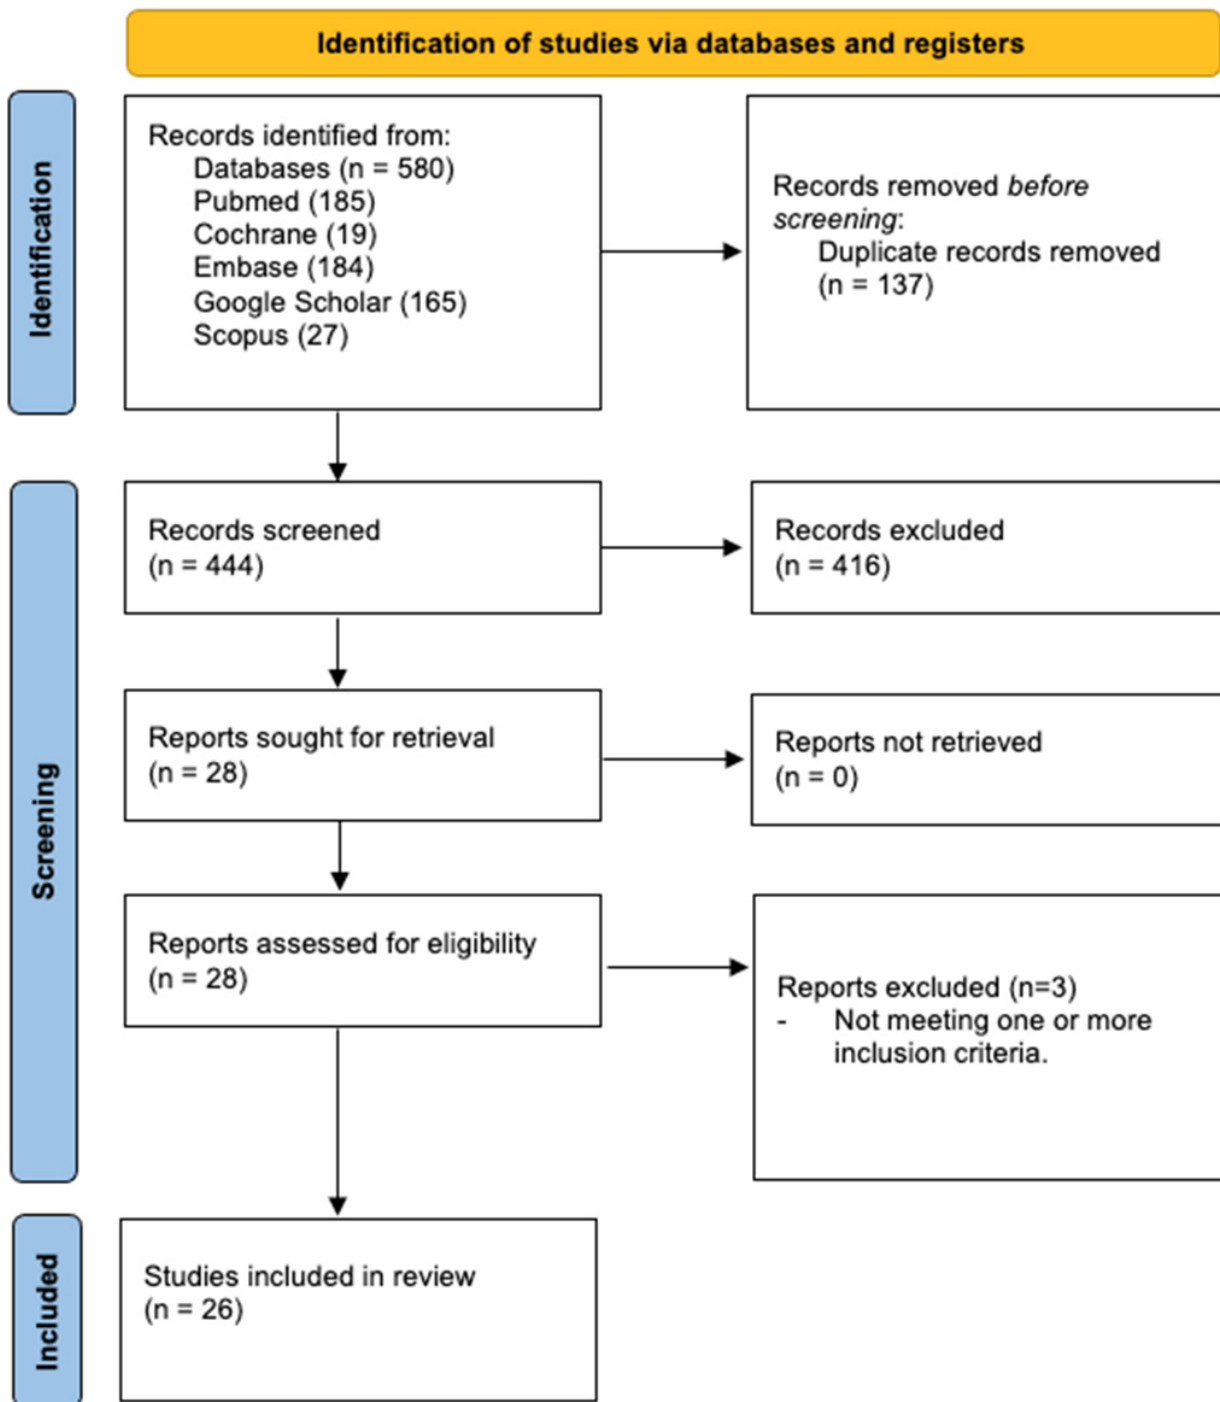 Identification of studies via databases and registers
Identification
Records identified from:
Databases (n = 580)
Pubmed (185)
Cochrane (19)
Embase (184)
Google Scholar (165)
Scopus (27)
Records removed before
screening:
Duplicate records removed
(n = 137)
Screening
Records screened
(n = 444)
Records excluded
(n = 416)
Reports sought for retrieval
(n = 28)
Reports not retrieved
(n = 0)
Reports assessed for eligibility
(n = 28)
Reports excluded (n=3)
- Not meeting one or more
inclusion criteria.
Included
Studies included in review
(n = 26)